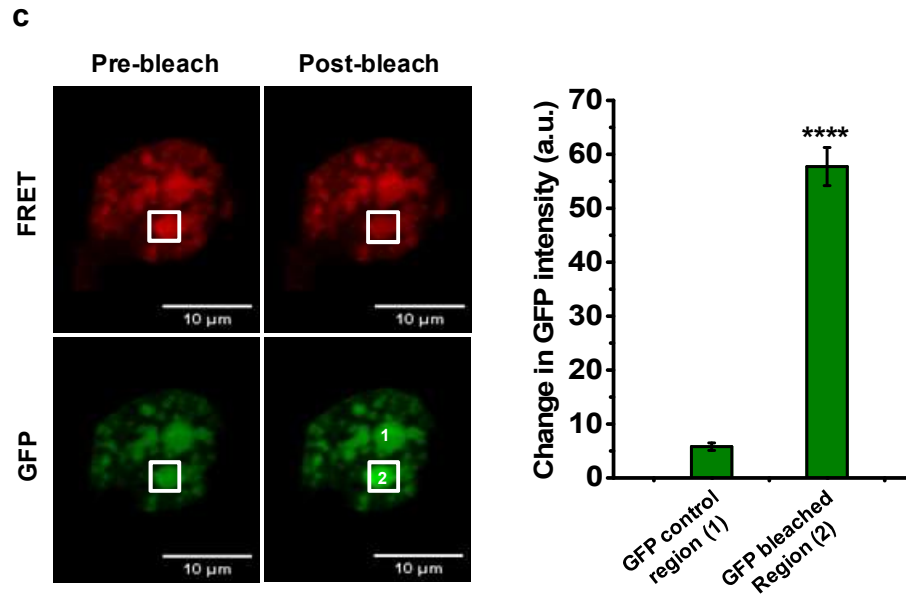 c
Pre-bleach
Post-bleach
FRET
10 µm
10 µm
GFP
1
2
10 µm
10 µm
Change in GFP intensity (a.u.)
70
60
50
40
30
20
10
0
****
GFP control
region (1)
GFP bleached
Region (2)